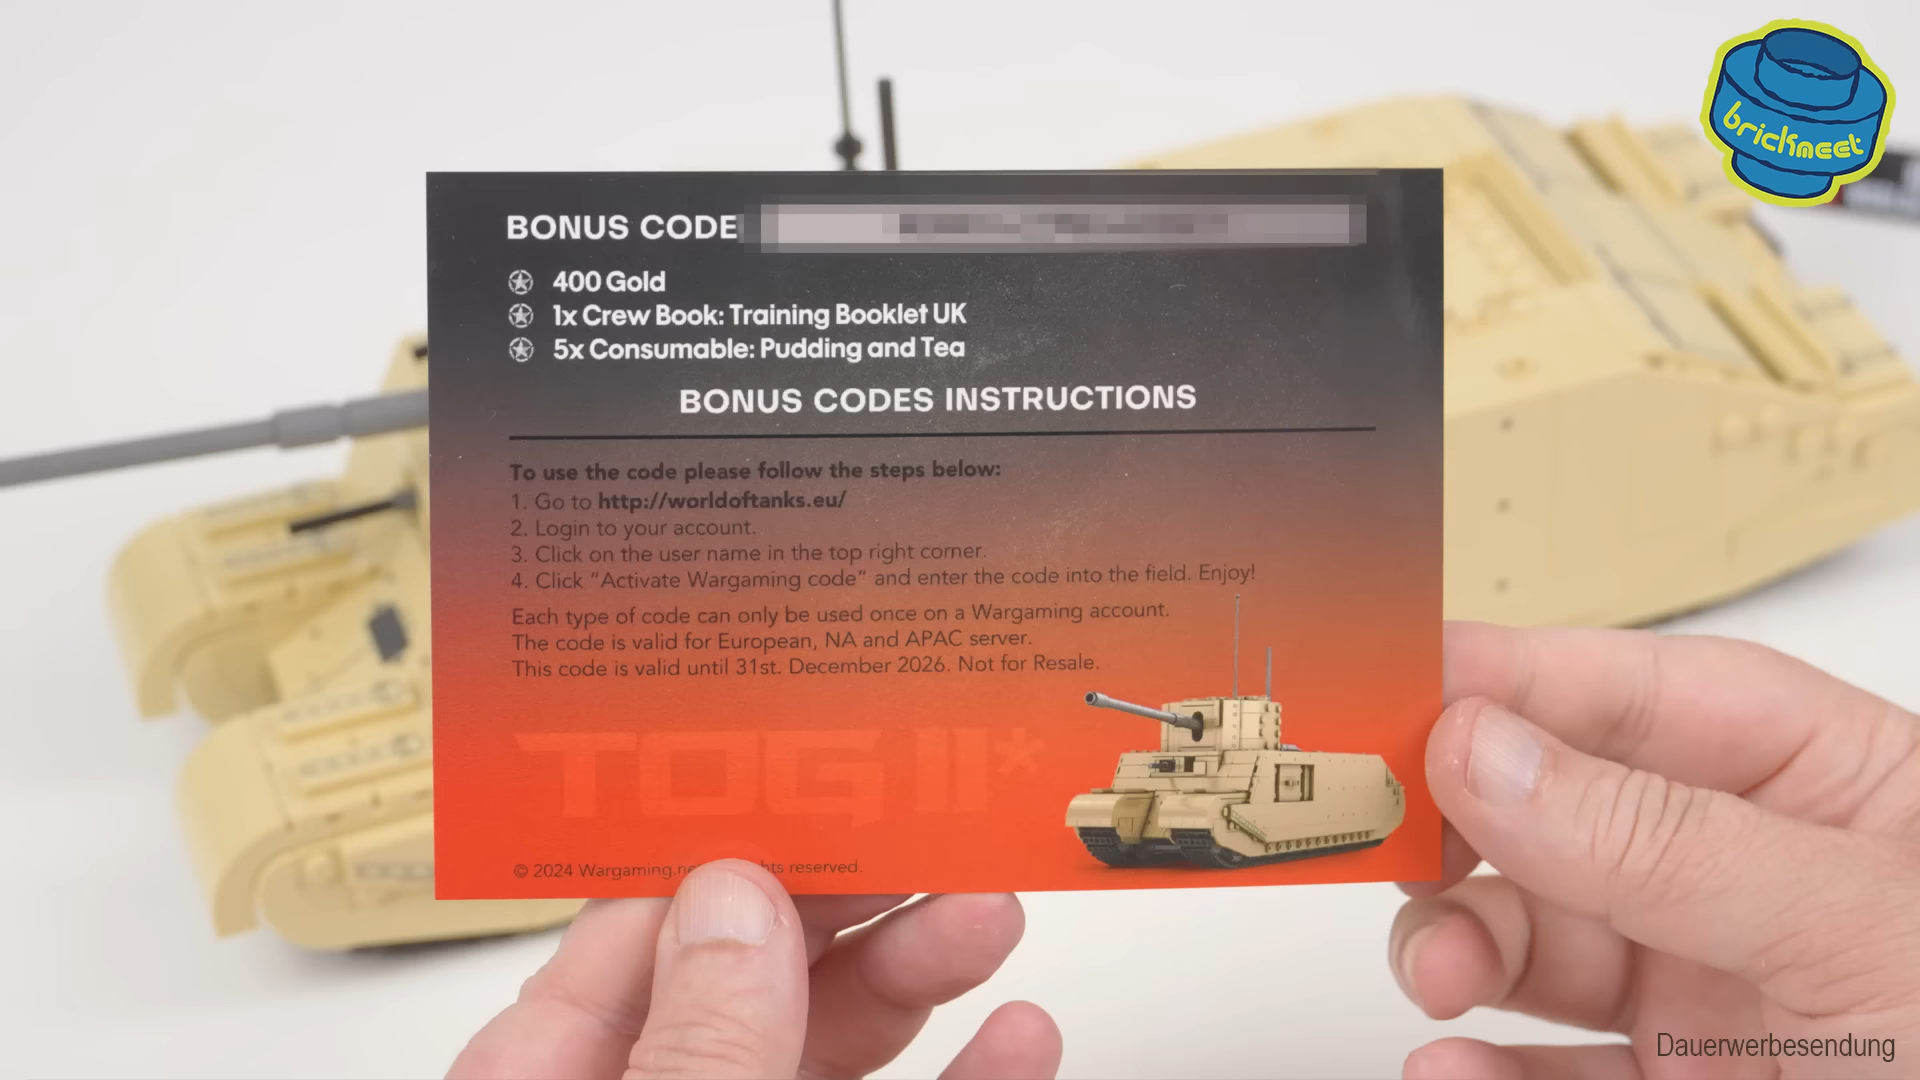 brickmeet
BONUS CODE
400 Gold
1x Crew Book: Training Booklet UK
5x Consumable: Pudding and Tea
BONUS CODES INSTRUCTIONS
To use the code please follow the steps below:
1. Go to http://worldoftanks.eu/
2. Login to your account.
3. Click on the user name in the top right corner.
4. Click “Activate Wargaming code” and enter the code into the field. Enjoy!
Each type of code can only be used once on a Wargaming account.
The code is valid for European, NA and APAC server.
This code is valid until 31st. December 2026. Not for Resale.
TOG II*
© 2024 Wargaming.ne hts reserved.
Dauerwerbesendung